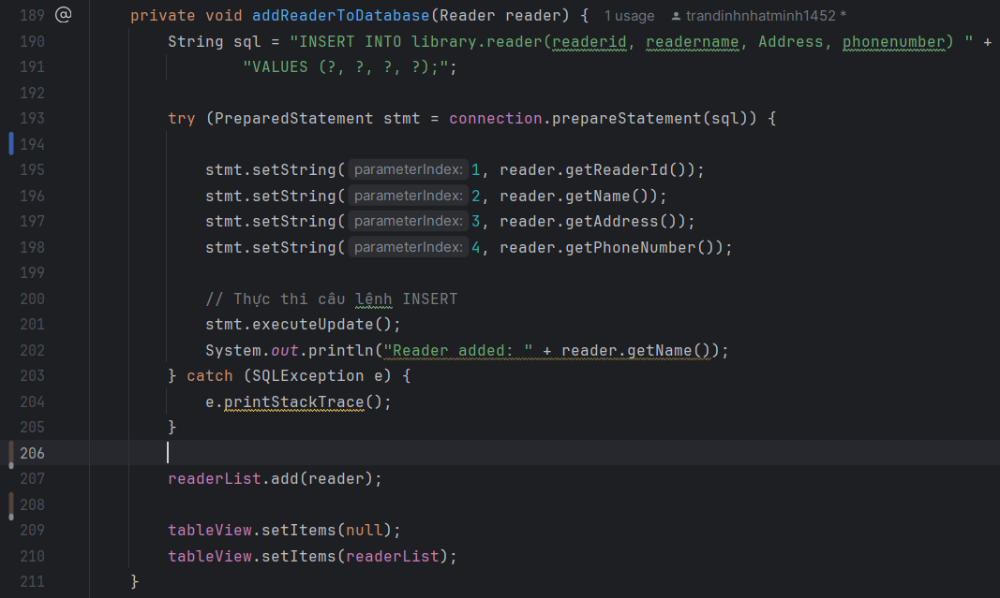 189 @ private void addReaderToDatabase(Reader reader) { 1 usage trandinhnhatminh1452 *
190 String sql = "INSERT INTO library.reader(readerid, readername, Address, phonenumber) " +
191 "VALUES (?, ?, ?, ?);";
192
193 try (PreparedStatement stmt = connection.prepareStatement(sql)) {
194
195 stmt.setString( parameterIndex: 1, reader.getReaderId());
196 stmt.setString( parameterIndex: 2, reader.getName());
197 stmt.setString( parameterIndex: 3, reader.getAddress());
198 stmt.setString( parameterIndex: 4, reader.getPhoneNumber());
199
200 // Thực thi câu lệnh INSERT
201 stmt.executeUpdate();
202 System.out.println("Reader added: " + reader.getName());
203 } catch (SQLException e) {
204 e.printStackTrace();
205 }
206
207 readerList.add(reader);
208
209 tableView.setItems(null);
210 tableView.setItems(readerList);
211 }